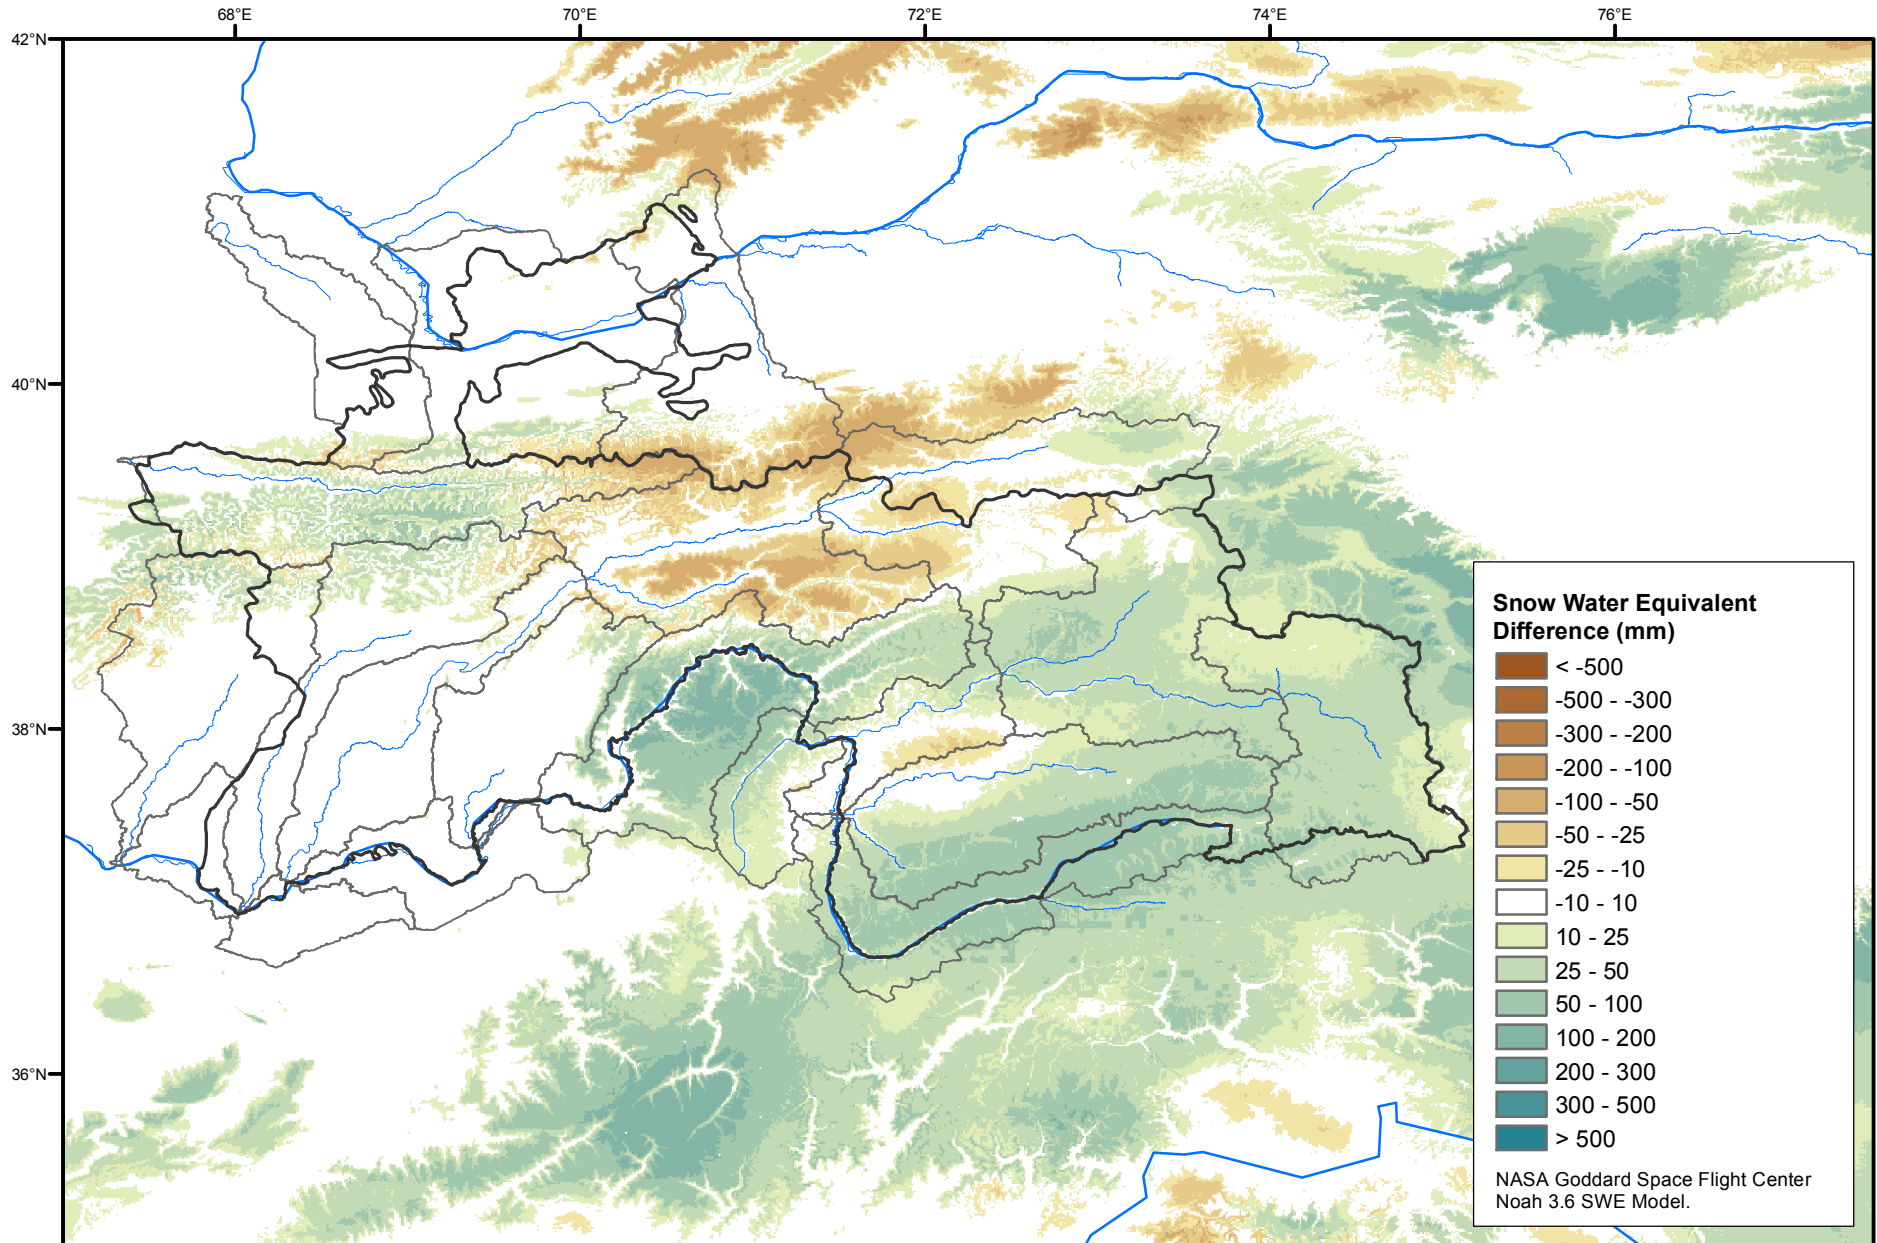 68°E 70°E 72°E 74°E 76°E
42°N
40°N
38°N
36°N
Snow Water Equivalent
Difference (mm)
< -500
-500 - -300
-300 - -200
-200 - -100
-100 - -50
-50 - -25
-25 - -10
-10 - 10
10 - 25
25 - 50
50 - 100
100 - 200
200 - 300
300 - 500
> 500
NASA Goddard Space Flight Center
Noah 3.6 SWE Model.